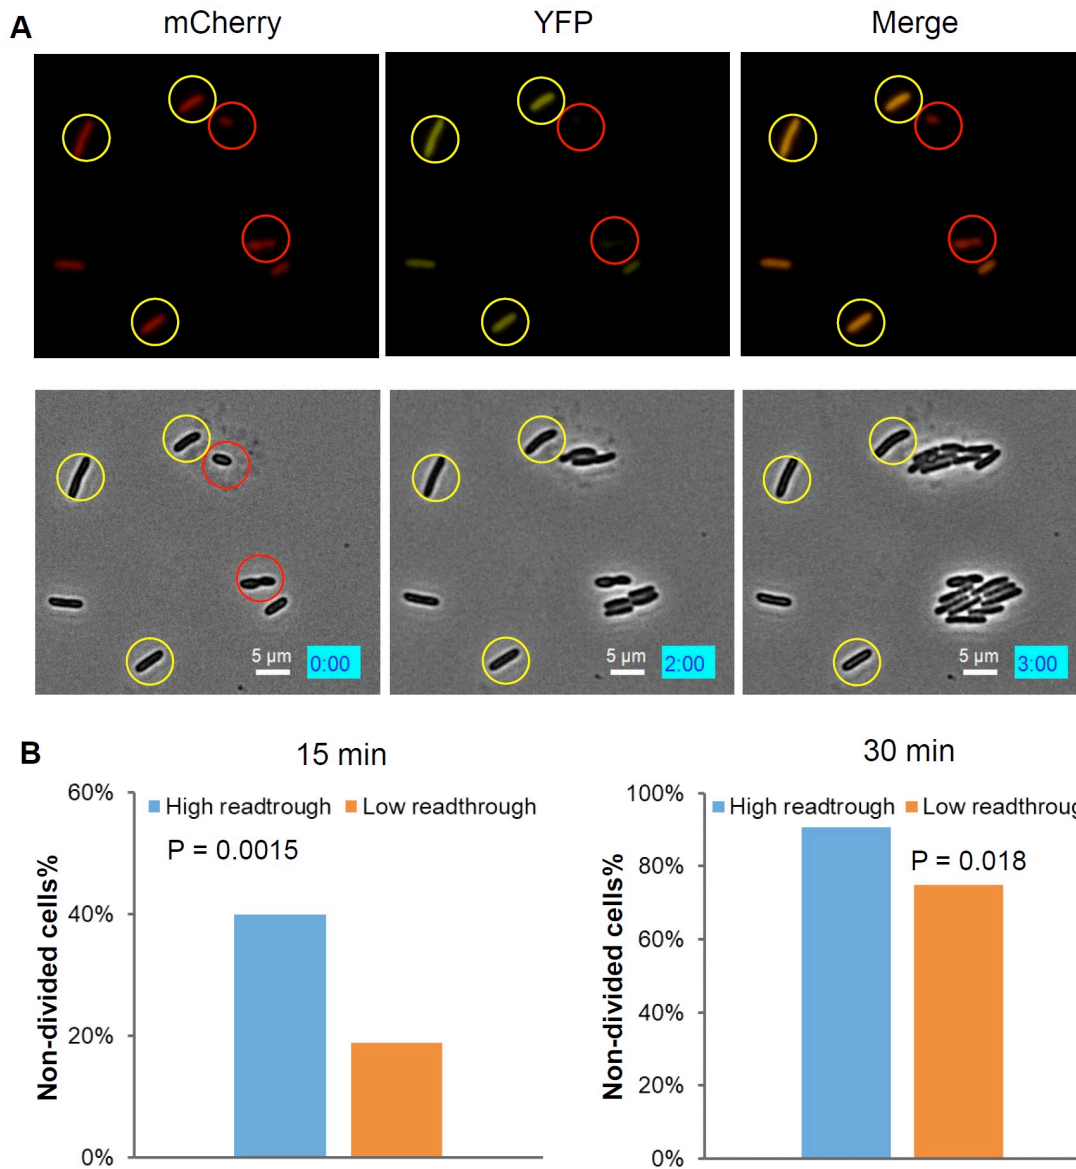 A
mCherry
YFP
Merge
5 µm
0:00
5 µm
2:00
5 µm
3:00
B
15 min
Non-divided cells%
60%
40%
20%
0%
High readtrough
Low readthrough
P = 0.0015
30 min
Non-divided cells%
100%
80%
60%
40%
20%
0%
High readtrough
Low readthroug
P = 0.018